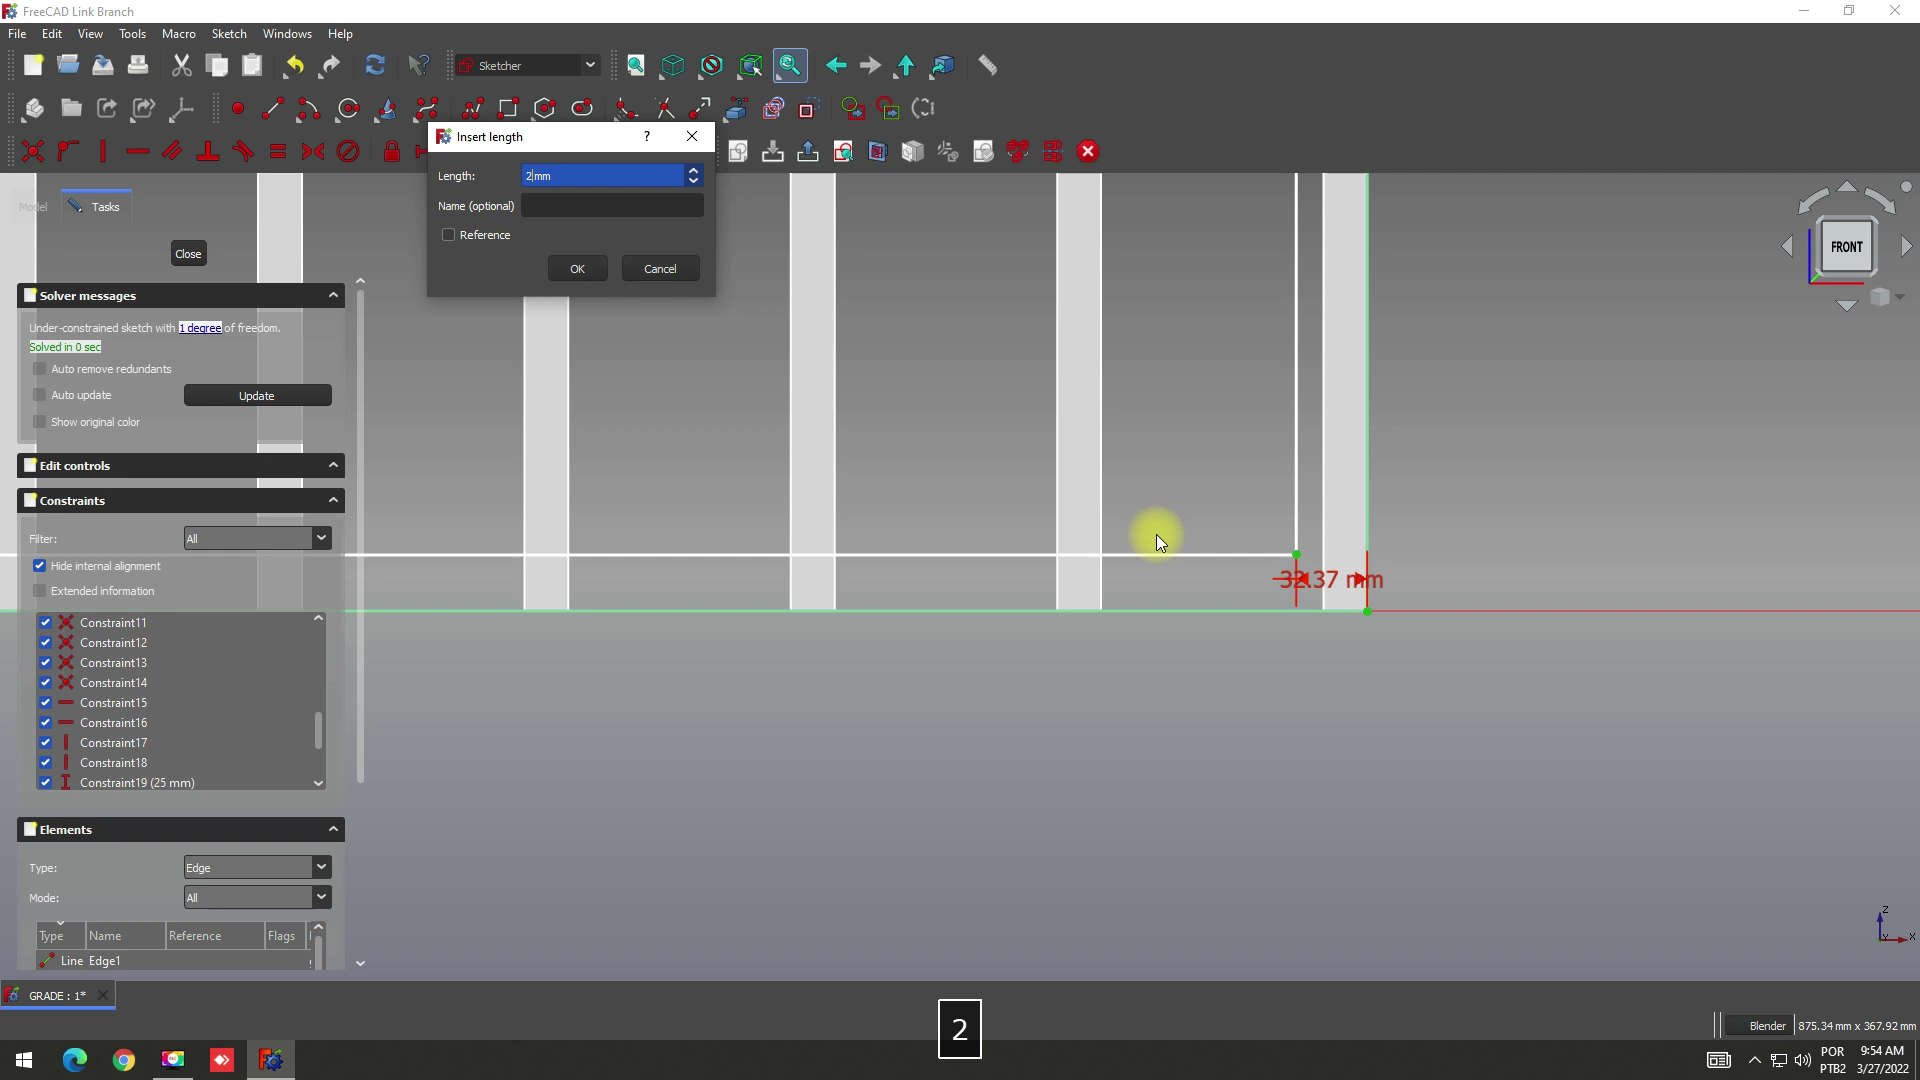 FreeCAD Link Branch
File Edit View Tools Macro Sketch Windows Help
Sketcher
Insert length ?
Length: 2 mm
Name (optional)
Reference
OK Cancel
Model Tasks
Close
Solver messages
Under-constrained sketch with 1 degree of freedom.
Solved in 0 sec
Auto remove redundants
Auto update Update
Show original color
Edit controls
Constraints
Filter: All
Hide internal alignment
Extended information
Constraint11
Constraint12
Constraint13
Constraint14
Constraint15
Constraint16
Constraint17
Constraint18
Constraint19 (25 mm)
Elements
Type: Edge
Mode: All
Type Name Reference Flags
Line Edge1
32.37 mm
FRONT
Z
Y X
GRADE : 1*
2
Blender 875.34 mm x 367.92 mm
POR 9:54 AM
PTB2 3/27/2022